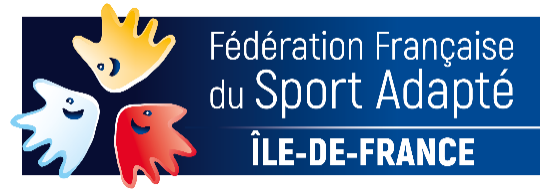 Fédération Française
du Sport Adapté
ÎLE-DE-FRANCE